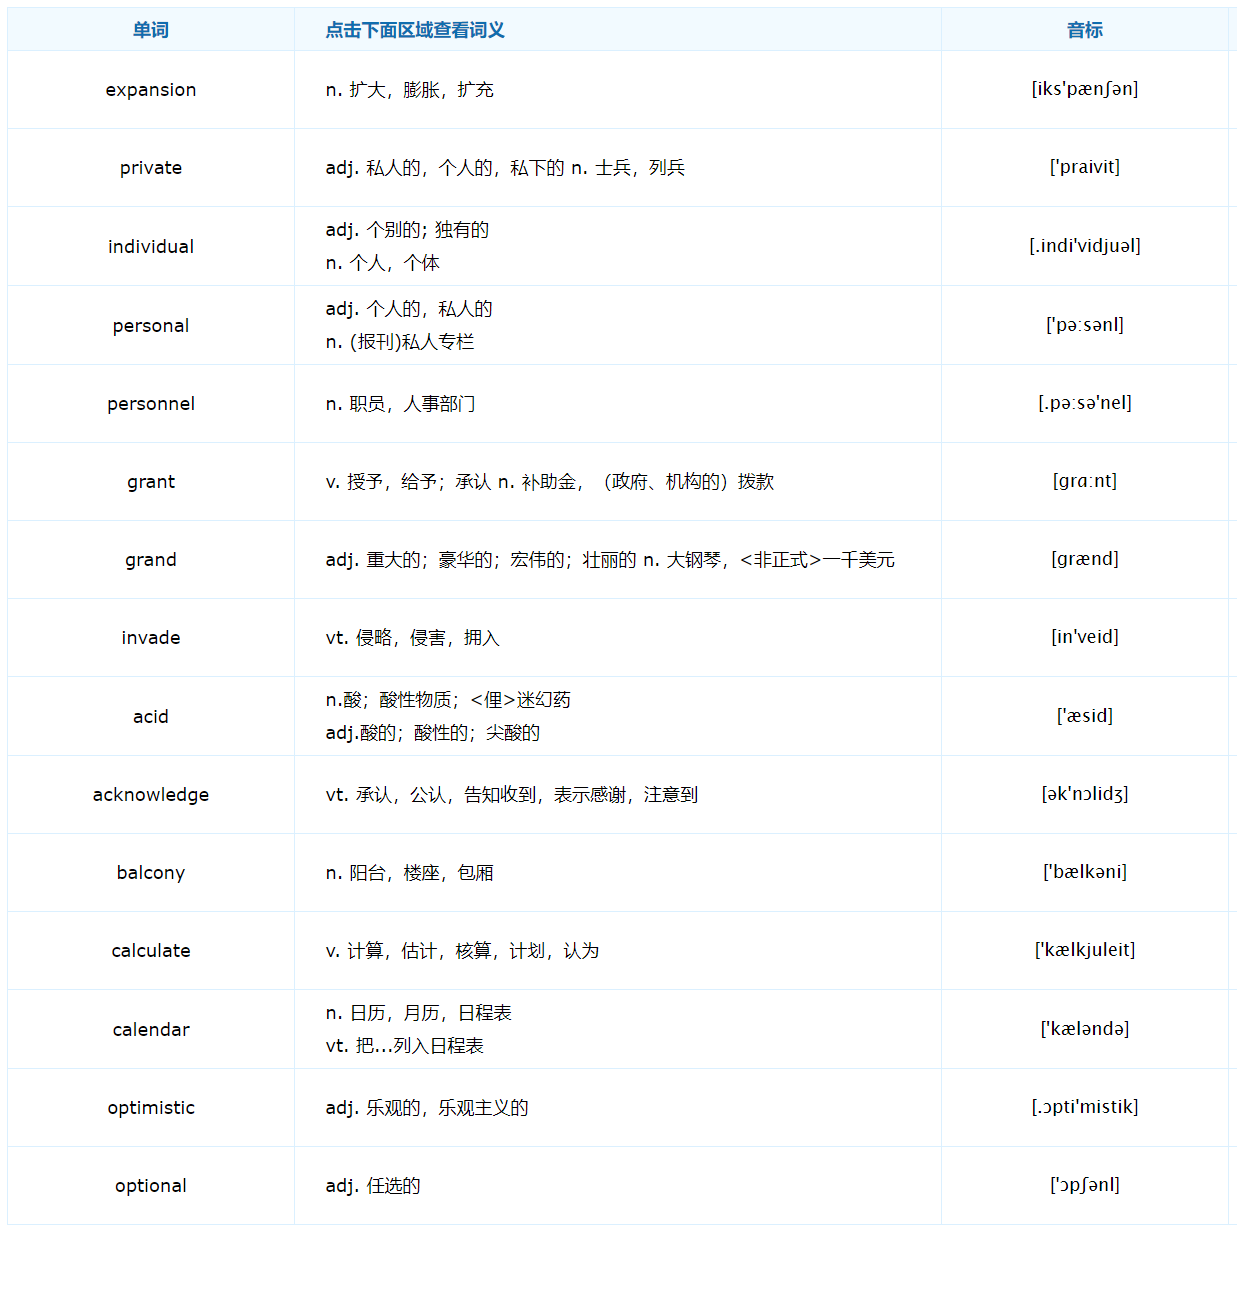 单词 点击下面区域查看词义 音标
expansion n. 扩大，膨胀，扩充 [iks'pænʃən]
private adj. 私人的，个人的，私下的 n. 士兵，列兵 ['praivit]
individual adj. 个别的; 独有的
n. 个人，个体 [.indi'vidjuəl]
personal adj. 个人的，私人的
n. (报刊)私人专栏 ['pə:sənl]
personnel n. 职员，人事部门 [.pə:sə'nel]
grant v. 授予，给予；承认 n. 补助金，（政府、机构的）拨款 [grɑ:nt]
grand adj. 重大的；豪华的；宏伟的；壮丽的 n. 大钢琴，<非正式>一千美元 [grænd]
invade vt. 侵略，侵害，拥入 [in'veid]
acid n.酸；酸性物质；<俚>迷幻药
adj.酸的；酸性的；尖酸的 ['æsid]
acknowledge vt. 承认，公认，告知收到，表示感谢，注意到 [ək'nɔlidʒ]
balcony n. 阳台，楼座，包厢 ['bælkəni]
calculate v. 计算，估计，核算，计划，认为 ['kælkjuleit]
calendar n. 日历，月历，日程表
vt. 把...列入日程表 ['kæləndə]
optimistic adj. 乐观的，乐观主义的 [.ɔpti'mistik]
optional adj. 任选的 ['ɔpʃənl]